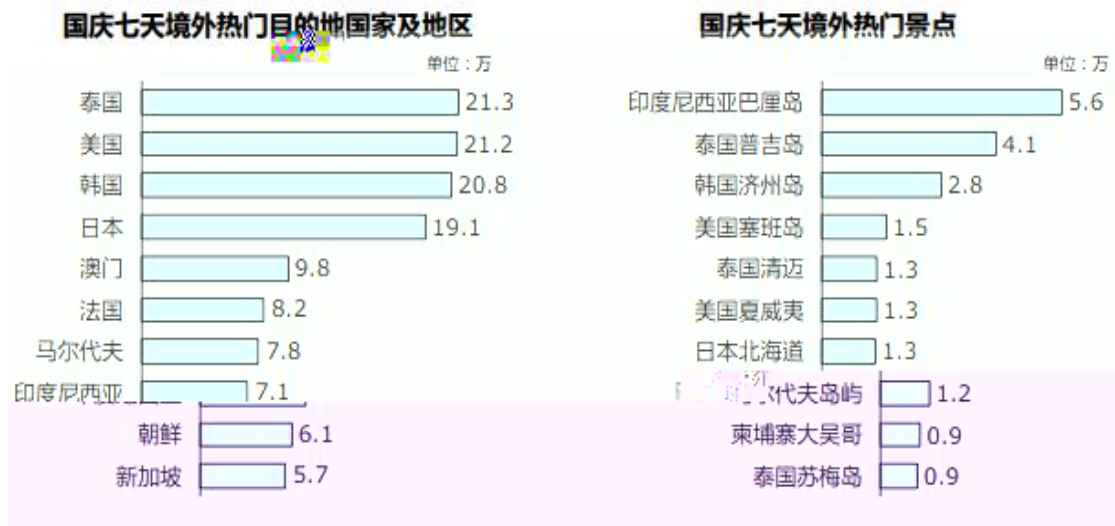 国庆七天境外热门目的地国家及地区
单位：万
泰国 21.3
美国 21.2
韩国 20.8
日本 19.1
澳门 9.8
法国 8.2
马尔代夫 7.8
印度尼西亚 7.1
朝鲜 6.1
新加坡 5.7
国庆七天境外热门景点
单位：万
印度尼西亚巴厘岛 5.6
泰国普吉岛 4.1
韩国济州岛 2.8
美国塞班岛 1.5
泰国清迈 1.3
美国夏威夷 1.3
日本北海道 1.3
代夫岛屿 1.2
柬埔寨大吴哥 0.9
泰国苏梅岛 0.9